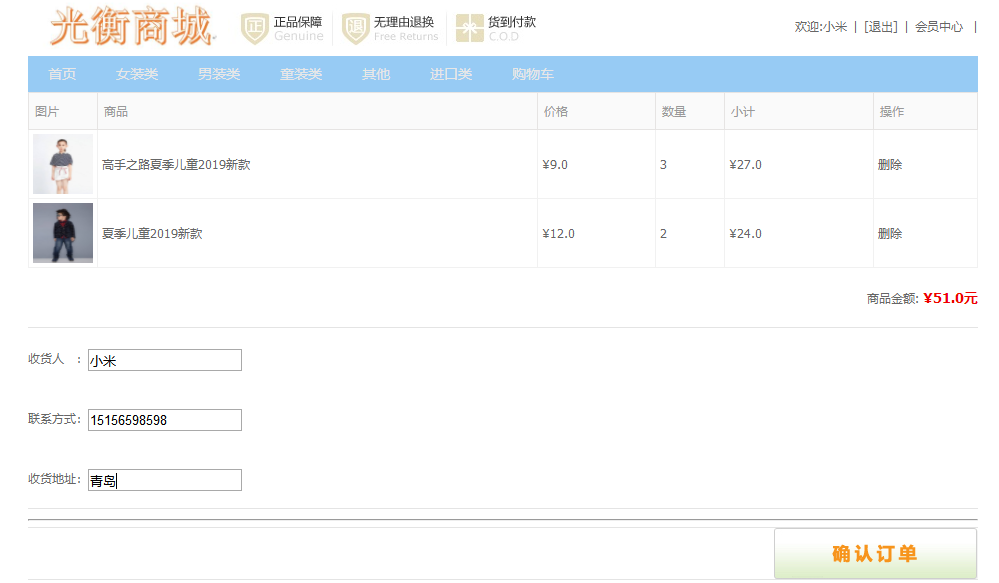 光衡商城 正 正品保障 退 无理由退换 货到付款 欢迎:小米 | [退出] | 会员中心 |
Genuine Free Returns C.O.D
首页 女装类 男装类 童装类 其他 进口类 购物车
图片 商品 价格 数量 小计 操作
高手之路夏季儿童2019新款 ¥9.0 3 ¥27.0 删除
夏季儿童2019新款 ¥12.0 2 ¥24.0 删除
商品金额: ¥51.0元
收货人 : 小米
联系方式: 15156598598
收货地址: 青岛
确认订单